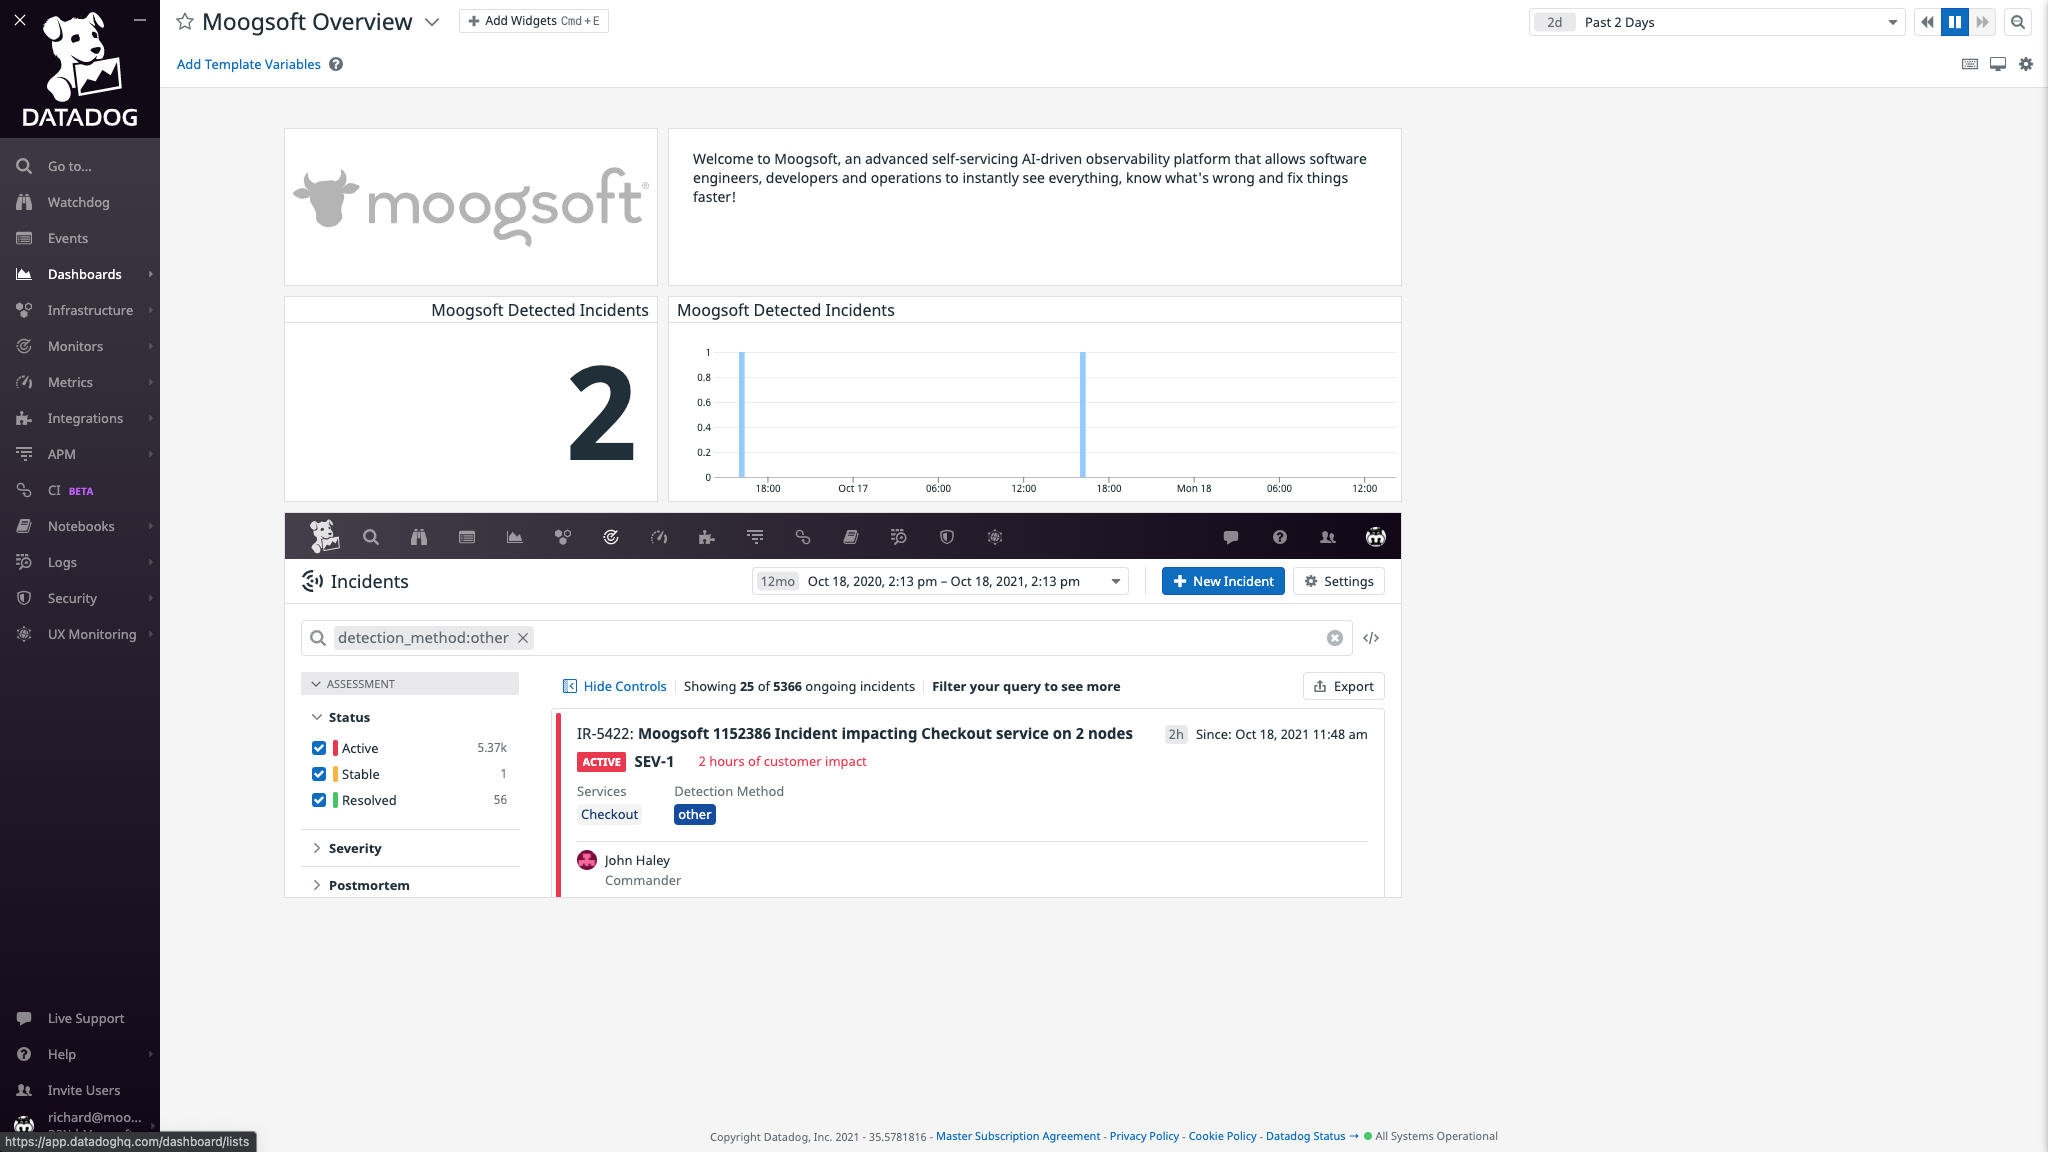 DATADOG
Go to...
Watchdog
Events
Dashboards
Infrastructure
Monitors
Metrics
Integrations
APM
CI BETA
Notebooks
Logs
Security
UX Monitoring
Live Support
Help
Invite Users
richard@moo...
https://app.datadoghq.com/dashboard/lists
Moogsoft Overview
Add Widgets Cmd+E
2d Past 2 Days
Add Template Variables
moogsoft®
Welcome to Moogsoft, an advanced self-servicing AI-driven observability platform that allows software
engineers, developers and operations to instantly see everything, know what's wrong and fix things
faster!
Moogsoft Detected Incidents
2
Moogsoft Detected Incidents
1
0.8
0.6
0.4
0.2
0
18:00 Oct 17 06:00 12:00 18:00 Mon 18 06:00 12:00
Incidents
12mo Oct 18, 2020, 2:13 pm – Oct 18, 2021, 2:13 pm
New Incident
Settings
detection_method:other
ASSESSMENT
Status
Active 5.37k
Stable 1
Resolved 56
Severity
Postmortem
Hide Controls Showing 25 of 5366 ongoing incidents Filter your query to see more
Export
IR-5422: Moogsoft 1152386 Incident impacting Checkout service on 2 nodes
2h Since: Oct 18, 2021 11:48 am
ACTIVE SEV-1 2 hours of customer impact
Services Detection Method
Checkout other
John Haley
Commander
Copyright Datadog, Inc. 2021 - 35.5781816 - Master Subscription Agreement - Privacy Policy - Cookie Policy - Datadog Status → All Systems Operational